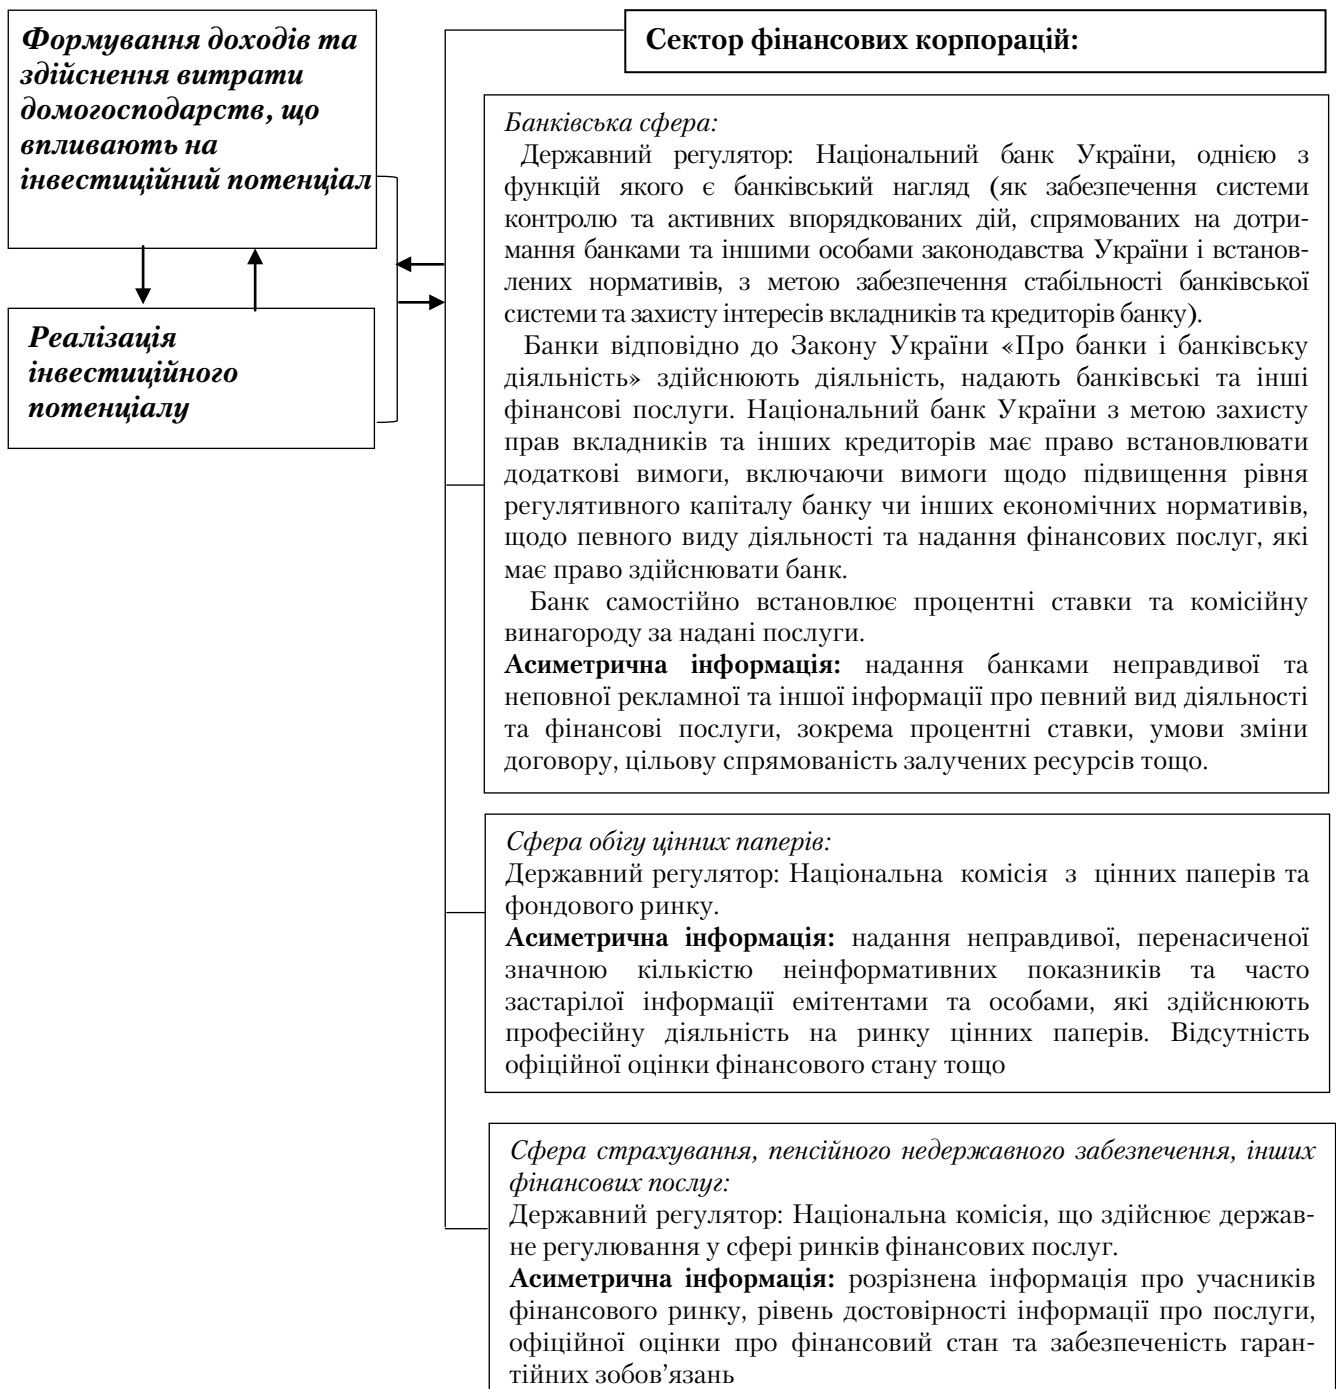 Формування доходів та
здійснення витрати
домогосподарств, що
впливають на
інвестиційний потенціал
Реалізація
інвестиційного
потенціалу
Сектор фінансових корпорацій:
Банківська сфера:
Державний регулятор: Національний банк України, однією з
функцій якого є банківський нагляд (як забезпечення системи
контролю та активних впорядкованих дій, спрямованих на дотри-
мання банками та іншими особами законодавства України і встанов-
лених нормативів, з метою забезпечення стабільності банківської
системи та захисту інтересів вкладників та кредиторів банку).
Банки відповідно до Закону України «Про банки і банківську
діяльність» здійснюють діяльність, надають банківські та інші
фінансові послуги. Національний банк України з метою захисту
прав вкладників та інших кредиторів має право встановлювати
додаткові вимоги, включаючи вимоги щодо підвищення рівня
регулятивного капіталу банку чи інших економічних нормативів,
щодо певного виду діяльності та надання фінансових послуг, які
має право здійснювати банк.
Банк самостійно встановлює процентні ставки та комісійну
винагороду за надані послуги.
Асиметрична інформація: надання банками неправдивої та
неповної рекламної та іншої інформації про певний вид діяльності
та фінансові послуги, зокрема процентні ставки, умови зміни
договору, цільову спрямованість залучених ресурсів тощо.
Сфера обігу цінних паперів:
Державний регулятор: Національна комісія з цінних паперів та
фондового ринку.
Асиметрична інформація: надання неправдивої, перенасиченої
значною кількістю неінформативних показників та часто
застарілої інформації емітентами та особами, які здійснюють
професійну діяльність на ринку цінних паперів. Відсутність
офіційної оцінки фінансового стану тощо
Сфера страхування, пенсійного недержавного забезпечення, інших
фінансових послуг:
Державний регулятор: Національна комісія, що здійснює держав-
не регулювання у сфері ринків фінансових послуг.
Асиметрична інформація: розрізнена інформація про учасників
фінансового ринку, рівень достовірності інформації про послуги,
офіційної оцінки про фінансовий стан та забезпеченість гаран-
тійних зобов’язань